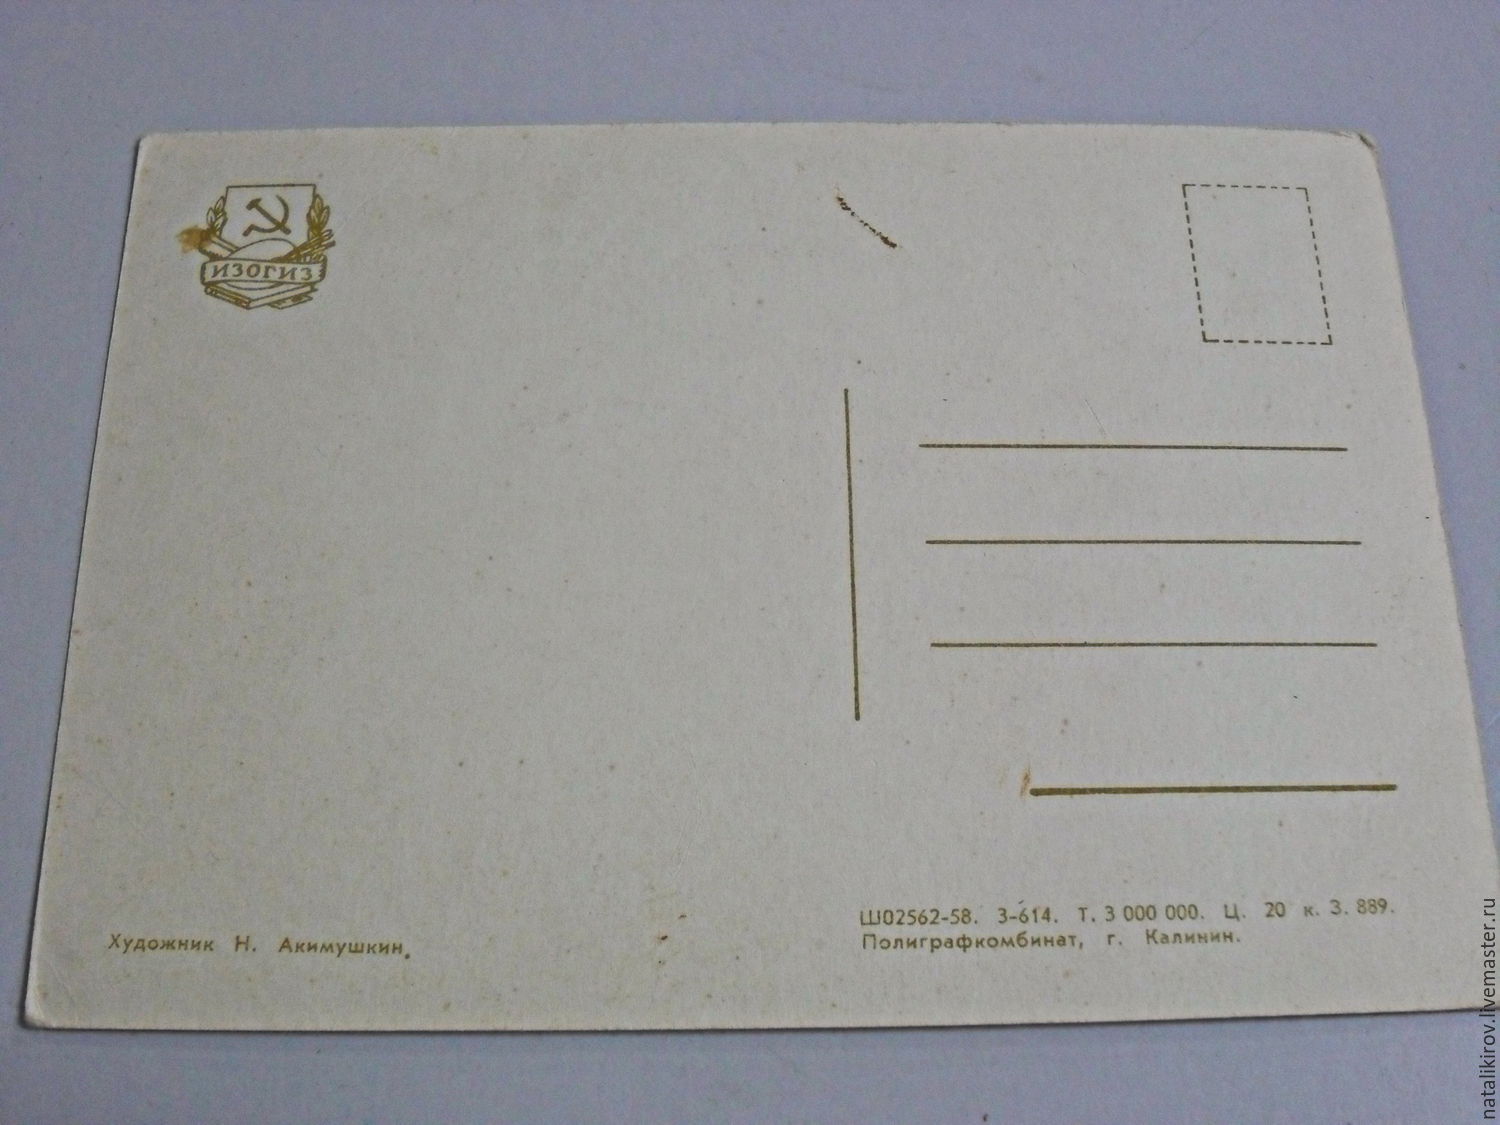 ИЗОГИЗ
Художник Н. Акимушкин.
Ш02562-58. 3-614. Т. 3 000 000. Ц. 20 к. З. 889.
Полиграфкомбинат, г. Калинин.
natalikirov.livemaster.ru